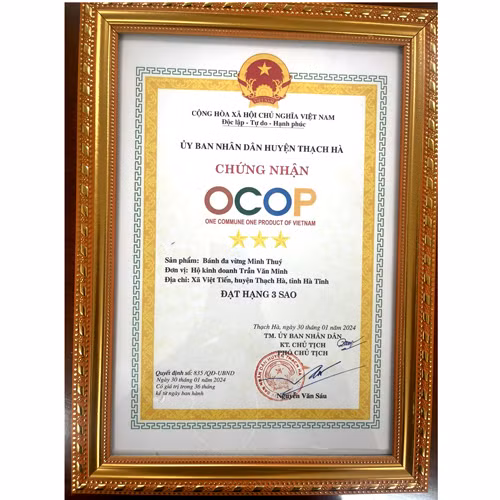 CỘNG HÒA XÃ HỘI CHỦ NGHĨA VIỆT NAM
Độc lập - Tự do - Hạnh phúc
ỦY BAN NHÂN DÂN HUYỆN THẠCH HÀ
CHỨNG NHẬN
OCOP
ONE COMMUNE ONE PRODUCT OF VIETNAM
Sản phẩm: Bánh đa vừng Minh Thuý
Đơn vị: Hộ kinh doanh Trần Văn Minh
Địa chỉ: Xã Việt Tiến, huyện Thạch Hà, tỉnh Hà Tĩnh
ĐẠT HẠNG 3 SAO
Thạch Hà, ngày 30 tháng 01 năm 2024
TM. ỦY BAN NHÂN DÂN
KT. CHỦ TỊCH
PHÓ CHỦ TỊCH
Quyết định số: 835 /QĐ-UBND
Ngày 30 tháng 01 năm 2024
Có giá trị trong 36 tháng
kể từ ngày ban hành
Nguyễn Văn Sáu